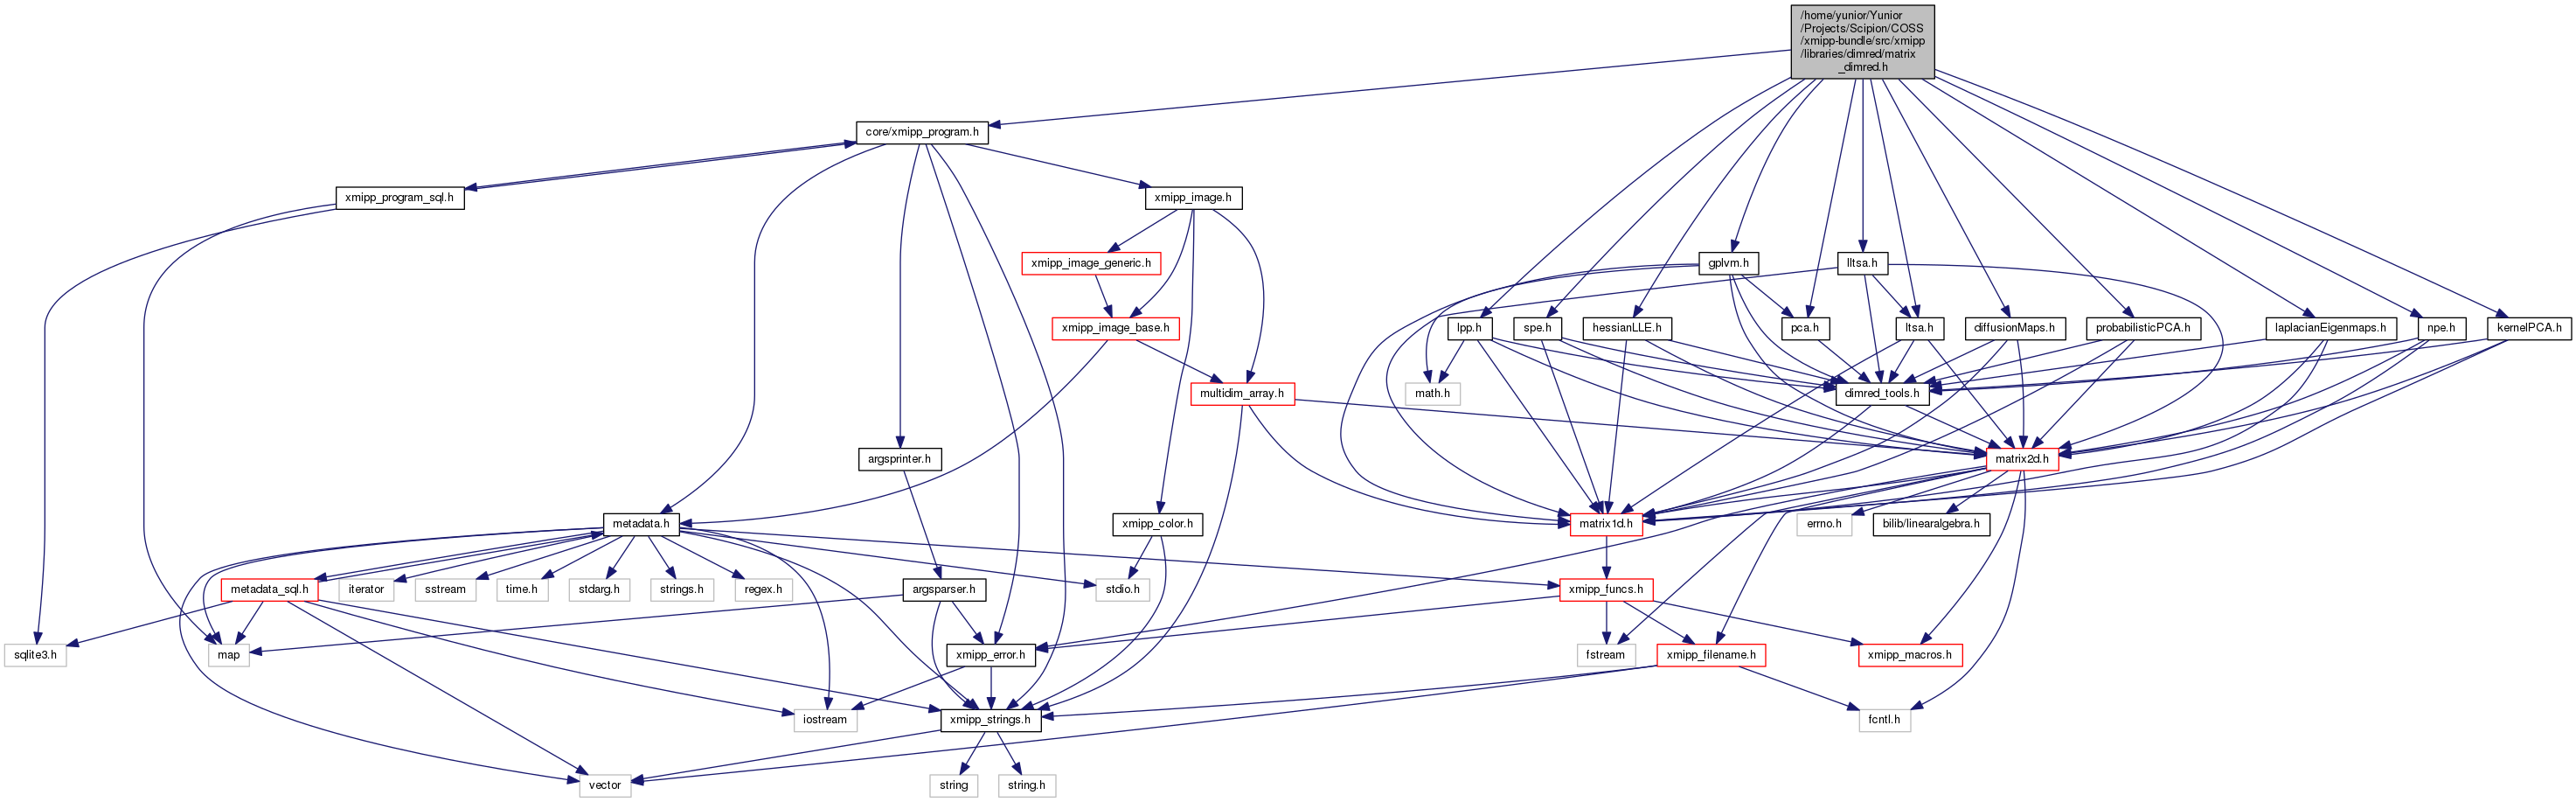 /home/yunior/Yunior
/Projects/Scipion/COSS
/xmipp-bundle/src/xmipp
/libraries/dimred/matrix
_dimred.h
core/xmipp_program.h
xmipp_program_sql.h
xmipp_image.h
xmipp_image_generic.h
gplvm.h
lltsa.h
xmipp_image_base.h
lpp.h
spe.h
hessianLLE.h
pca.h
ltsa.h
diffusionMaps.h
probabilisticPCA.h
laplacianEigenmaps.h
npe.h
kernelPCA.h
multidim_array.h
math.h
dimred_tools.h
argsprinter.h
matrix2d.h
metadata.h
xmipp_color.h
matrix1d.h
errno.h
bilib/linearalgebra.h
metadata_sql.h
iterator
sstream
time.h
stdarg.h
strings.h
regex.h
argsparser.h
stdio.h
xmipp_funcs.h
sqlite3.h
map
xmipp_error.h
fstream
xmipp_filename.h
xmipp_macros.h
iostream
xmipp_strings.h
fcntl.h
vector
string
string.h